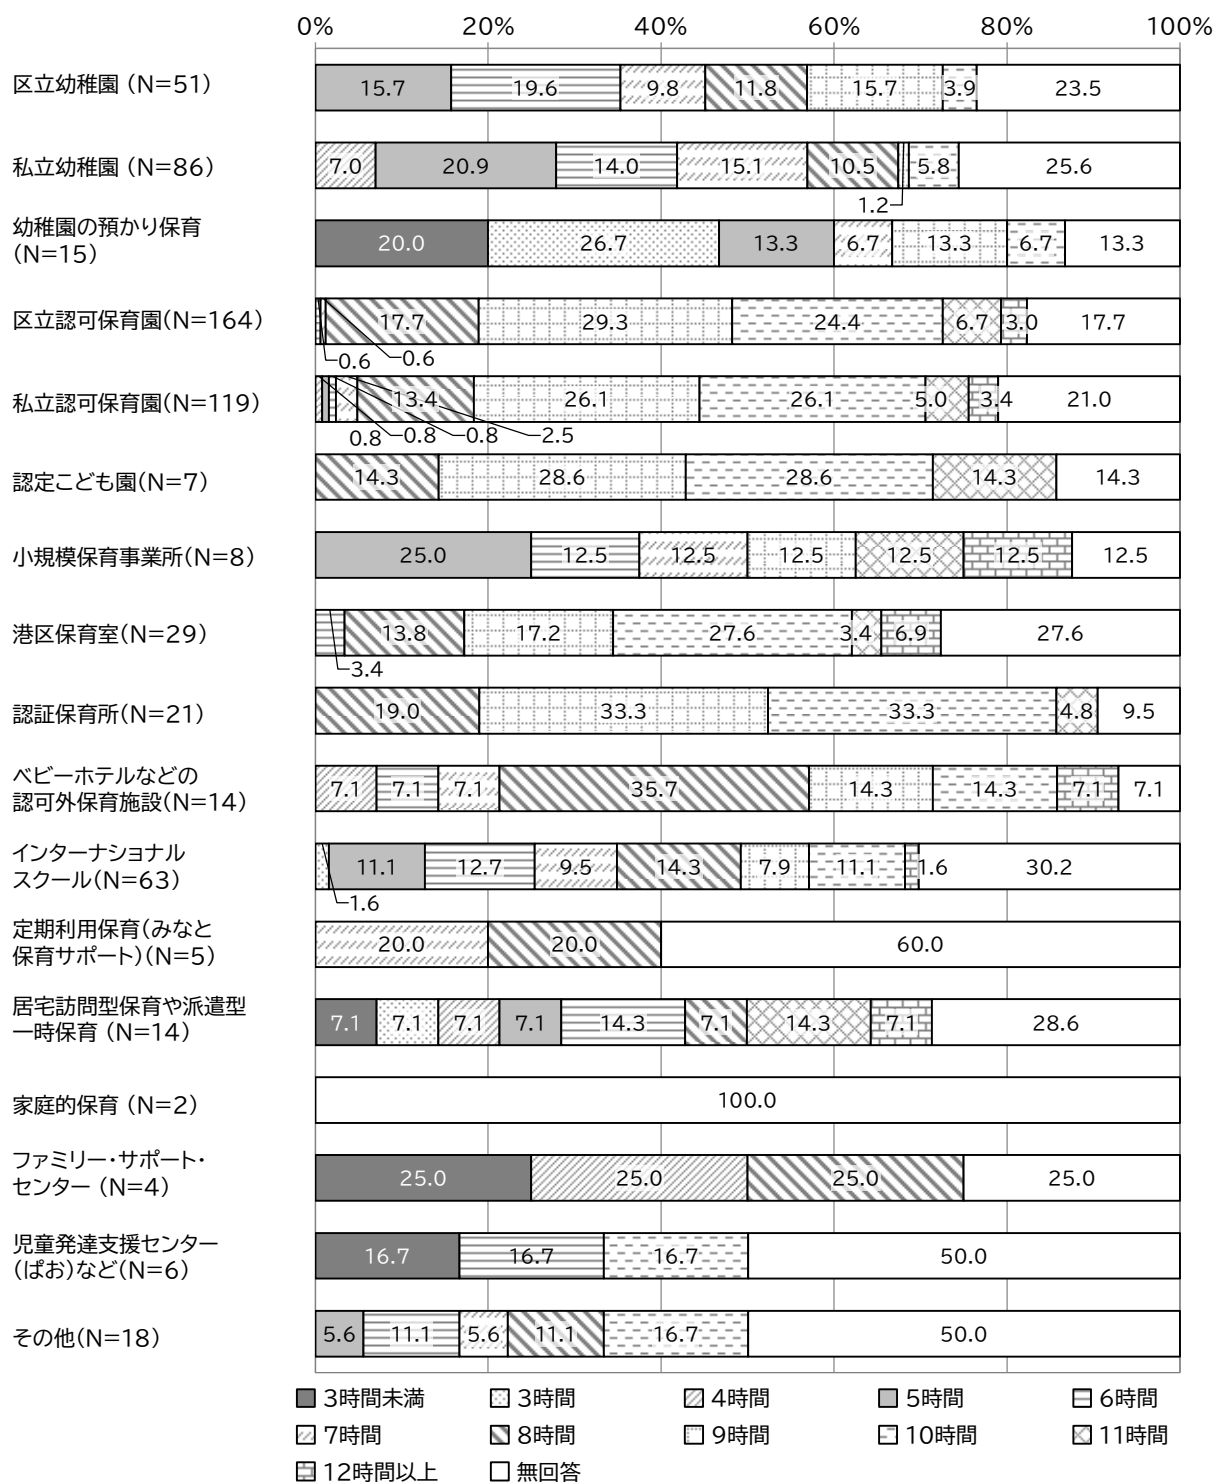 0% 20% 40% 60% 80% 100%
区立幼稚園 (N=51)
15.7 19.6 9.8 11.8 15.7 3.9 23.5
私立幼稚園 (N=86)
7.0 20.9 14.0 15.1 10.5 5.8 25.6
1.2
幼稚園の預かり保育
(N=15)
20.0 26.7 13.3 6.7 13.3 6.7 13.3
区立認可保育園(N=164)
17.7 29.3 24.4 6.7 3.0 17.7
0.6 0.6
私立認可保育園(N=119)
13.4 26.1 26.1 5.0 3.4 21.0
0.8 0.8 0.8 2.5
認定こども園(N=7)
14.3 28.6 28.6 14.3 14.3
小規模保育事業所(N=8)
25.0 12.5 12.5 12.5 12.5 12.5 12.5
港区保育室(N=29)
13.8 17.2 27.6 3.4 6.9 27.6
3.4
認証保育所(N=21)
19.0 33.3 33.3 4.8 9.5
ベビーホテルなどの
認可外保育施設(N=14)
7.1 7.1 7.1 35.7 14.3 14.3 7.1 7.1
インターナショナル
スクール(N=63)
11.1 12.7 9.5 14.3 7.9 11.1 1.6 30.2
1.6
定期利用保育(みなと
保育サポート)(N=5)
20.0 20.0 60.0
居宅訪問型保育や派遣型
一時保育 (N=14)
7.1 7.1 7.1 7.1 14.3 7.1 14.3 7.1 28.6
家庭的保育 (N=2)
100.0
ファミリー・サポート・
センター (N=4)
25.0 25.0 25.0 25.0
児童発達支援センター
(ぱお)など(N=6)
16.7 16.7 16.7 50.0
その他(N=18)
5.6 11.1 5.6 11.1 16.7 50.0
3時間未満 3時間 4時間 5時間 6時間
7時間 8時間 9時間 10時間 11時間
12時間以上 無回答